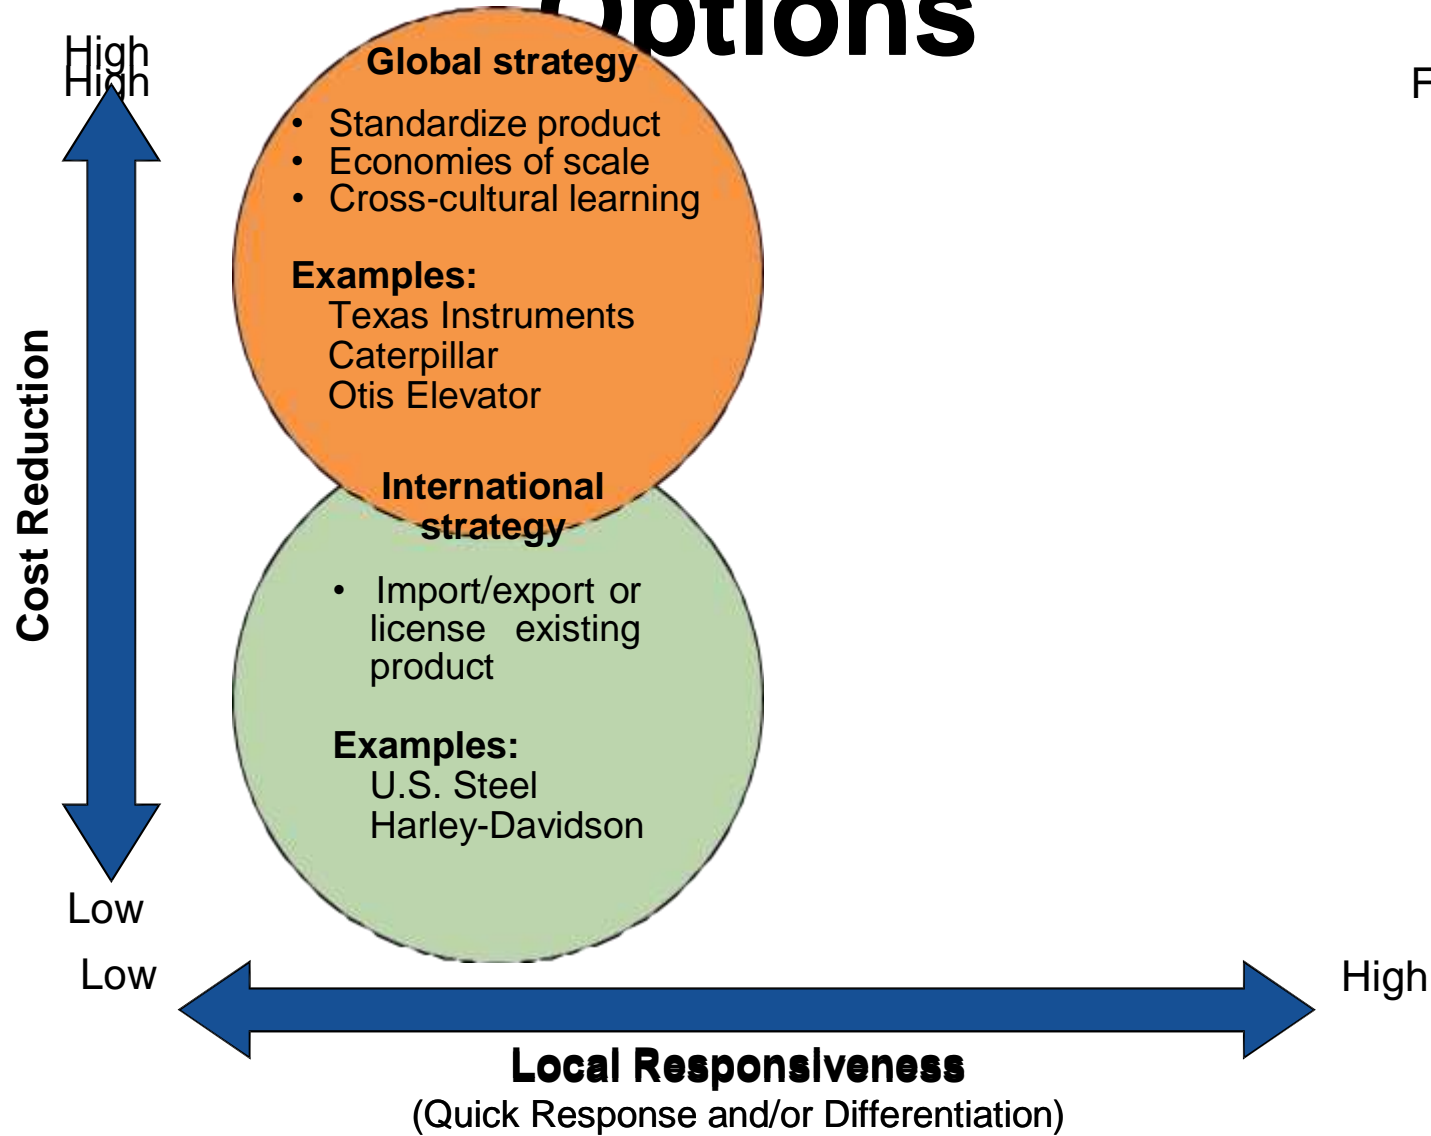 Options
High
High
F
Global strategy
• Standardize product
• Economies of scale
• Cross-cultural learning
Examples:
Texas Instruments
Caterpillar
Otis Elevator
Cost Reduction
International
strategy
• Import/export or
license existing
product
Examples:
U.S. Steel
Harley-Davidson
Low
Low
High
Local Responsiveness
(Quick Response and/or Differentiation)